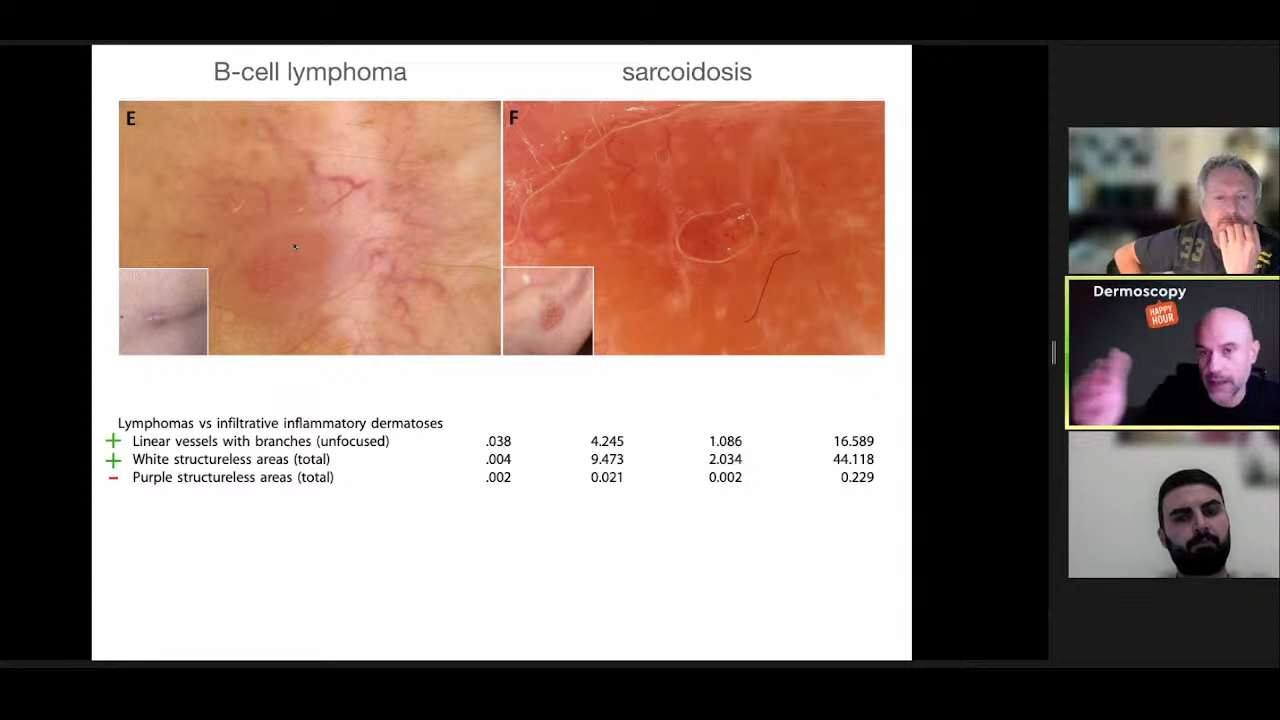 B-cell lymphoma
sarcoidosis
E
F
Lymphomas vs infiltrative inflammatory dermatoses
+ Linear vessels with branches (unfocused) .038 4.245 1.086 16.589
+ White structureless areas (total) .004 9.473 2.034 44.118
- Purple structureless areas (total) .002 0.021 0.002 0.229
33
Dermoscopy
HAPPY
HOUR